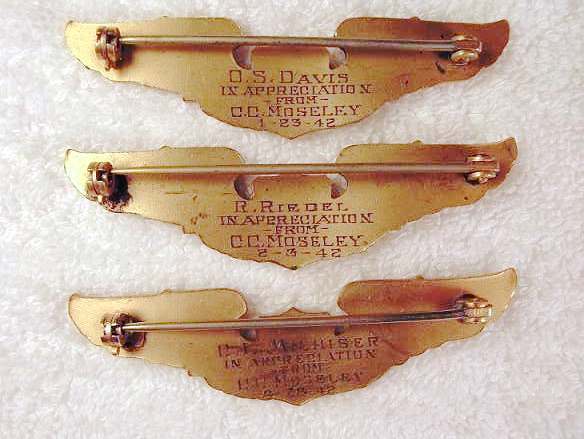 O.S. DAVIS
IN APPRECIATION
-FROM-
C.C. MOSELEY
1-23-42
R. RIEDEL
IN APPRECIATION
-FROM-
C.C. MOSELEY
2-3-42
IN APPRECIATION
FROM
MOSELEY